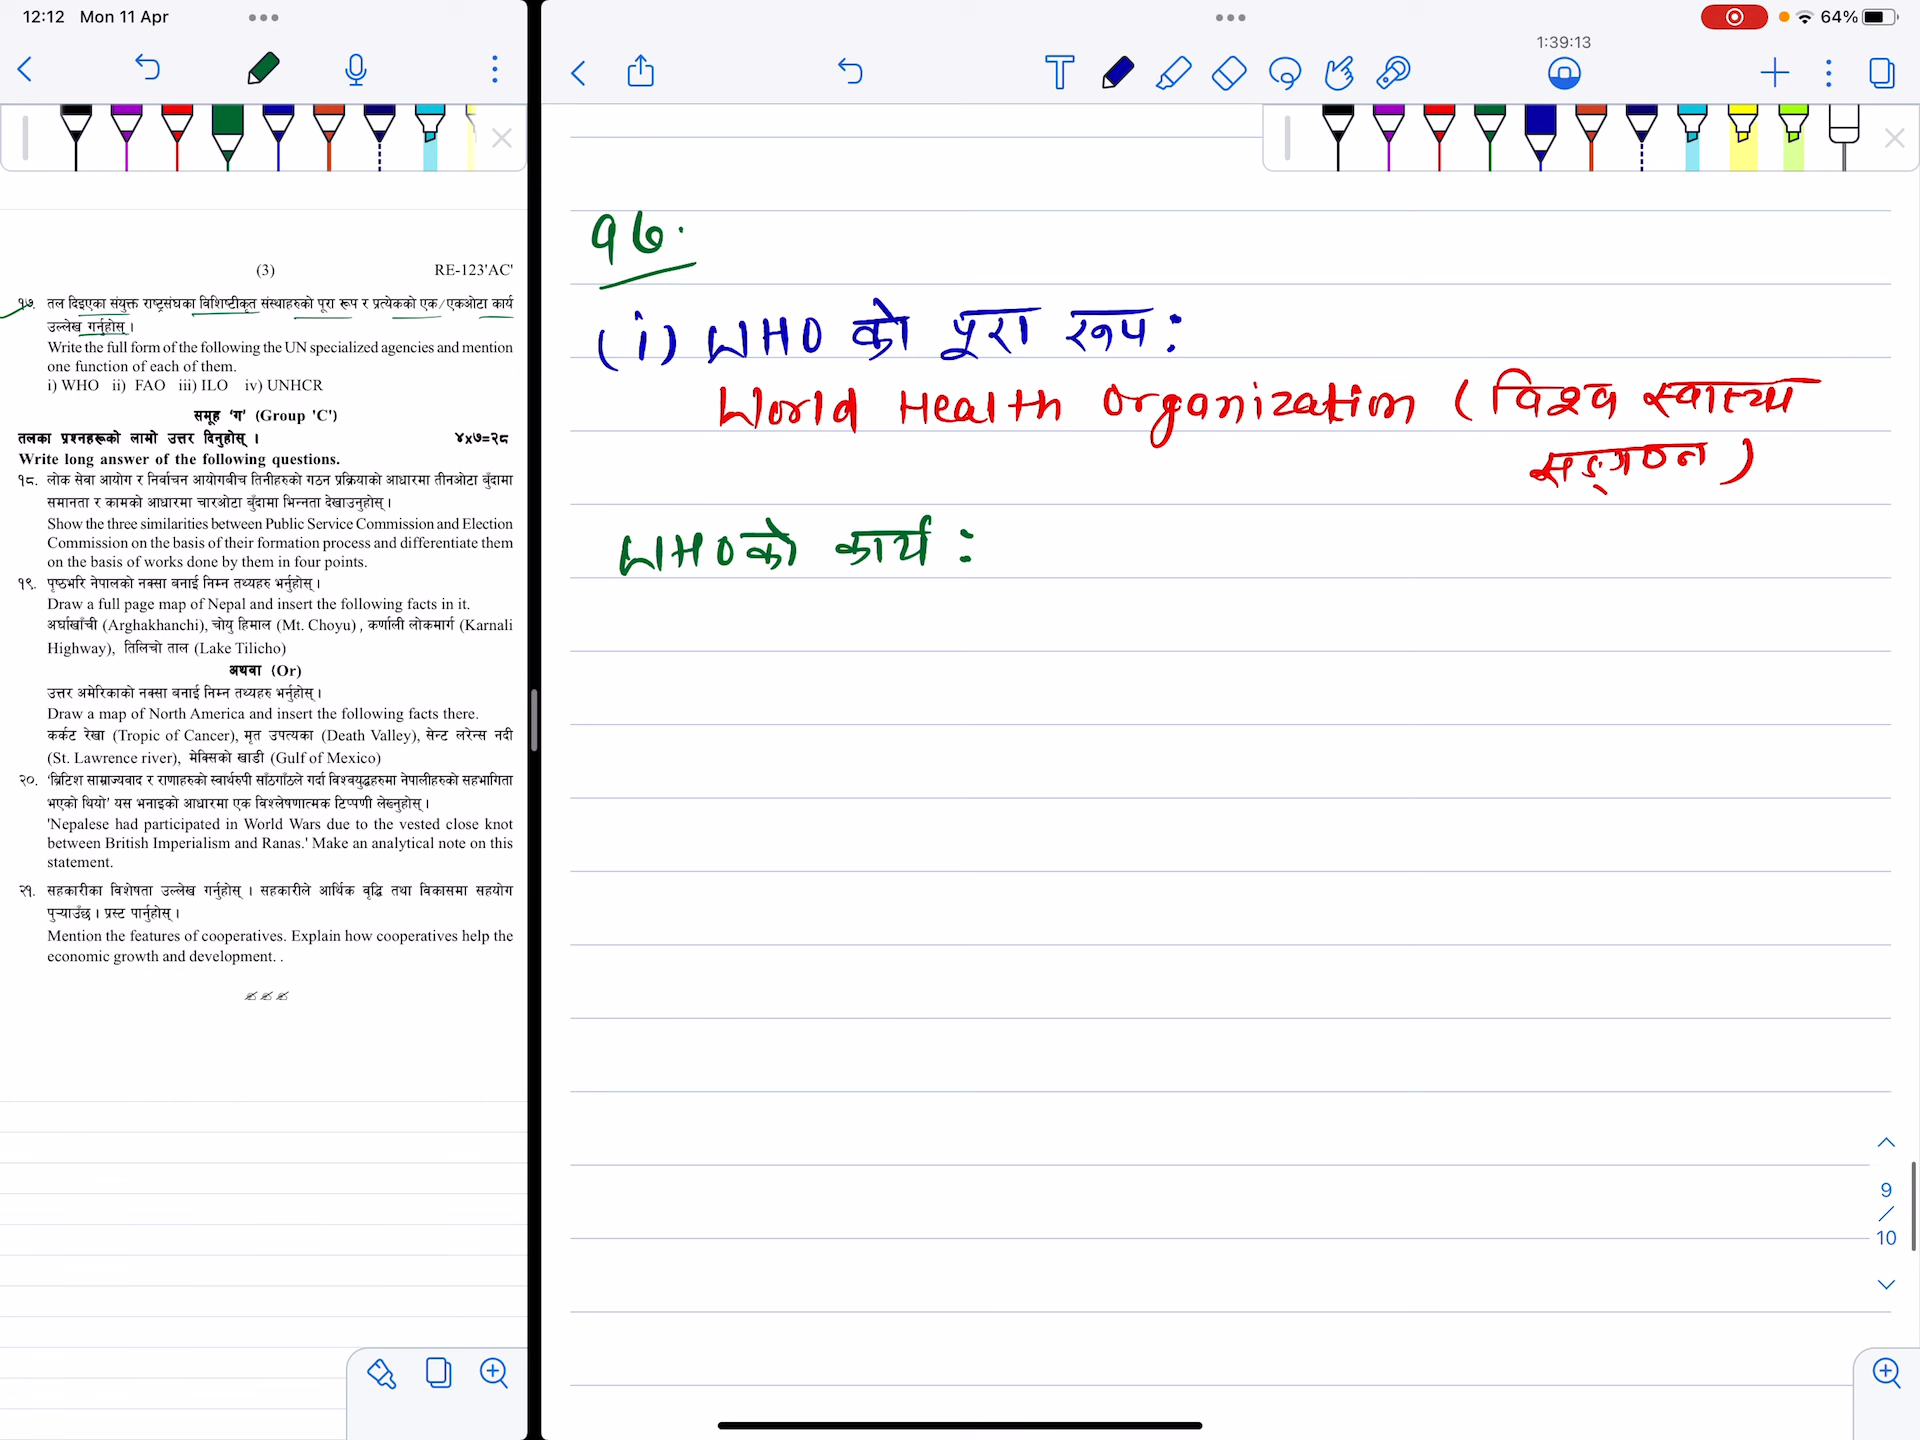 12:12 Mon 11 Apr
64%
1:39:13
(3) RE-123'AC'
१७. तल दिइएका संयुक्त राष्ट्रसंघका विशिष्टीकृत संस्थाहरुको पूरा रूप र प्रत्येकको एक/एकओटा कार्य
उल्लेख गर्नुहोस् ।
Write the full form of the following the UN specialized agencies and mention
one function of each of them.
i) WHO ii) FAO iii) ILO iv) UNHCR
समूह 'ग' (Group 'C')
तलका प्रश्नहरूको लामो उत्तर दिनुहोस् । ४x७=२८
Write long answer of the following questions.
१८. लोक सेवा आयोग र निर्वाचन आयोगबीच तिनीहरुको गठन प्रक्रियाको आधारमा तीनओटा बुँदामा
समानता र कामको आधारमा चारओटा बुँदामा भिन्नता देखाउनुहोस् ।
Show the three similarities between Public Service Commission and Election
Commission on the basis of their formation process and differentiate them
on the basis of works done by them in four points.
१९. पृष्ठभरि नेपालको नक्सा बनाई निम्न तथ्यहरु भर्नुहोस् ।
Draw a full page map of Nepal and insert the following facts in it.
अर्घाखाँची (Arghakhanchi), चोयु हिमाल (Mt. Choyu) , कर्णाली लोकमार्ग (Karnali
Highway), तिलिचो ताल (Lake Tilicho)
अथवा (Or)
उत्तर अमेरिकाको नक्सा बनाई निम्न तथ्यहरु भर्नुहोस् ।
Draw a map of North America and insert the following facts there.
कर्कट रेखा (Tropic of Cancer), मृत उपत्यका (Death Valley), सेन्ट लरेन्स नदी
(St. Lawrence river), मेक्सिको खाडी (Gulf of Mexico)
२०. 'ब्रिटिश साम्राज्यवाद र राणाहरुको स्वार्थरुपी साँठगाँठले गर्दा विश्वयुद्धहरुमा नेपालीहरुको सहभागिता
भएको थियो' यस भनाइको आधारमा एक विश्लेषणात्मक टिप्पणी लेख्नुहोस् ।
'Nepalese had participated in World Wars due to the vested close knot
between British Imperialism and Ranas.' Make an analytical note on this
statement.
२१. सहकारीका विशेषता उल्लेख गर्नुहोस् । सहकारीले आर्थिक वृद्धि तथा विकासमा सहयोग
पुऱ्याउँछ । प्रस्ट पार्नुहोस् ।
Mention the features of cooperatives. Explain how cooperatives help the
economic growth and development. .
१७.
(i) WHO को पूरा रूप :
World Health Organization ( विश्व स्वास्थ्य
सङ्गठन )
WHOको कार्य :
9
/
10